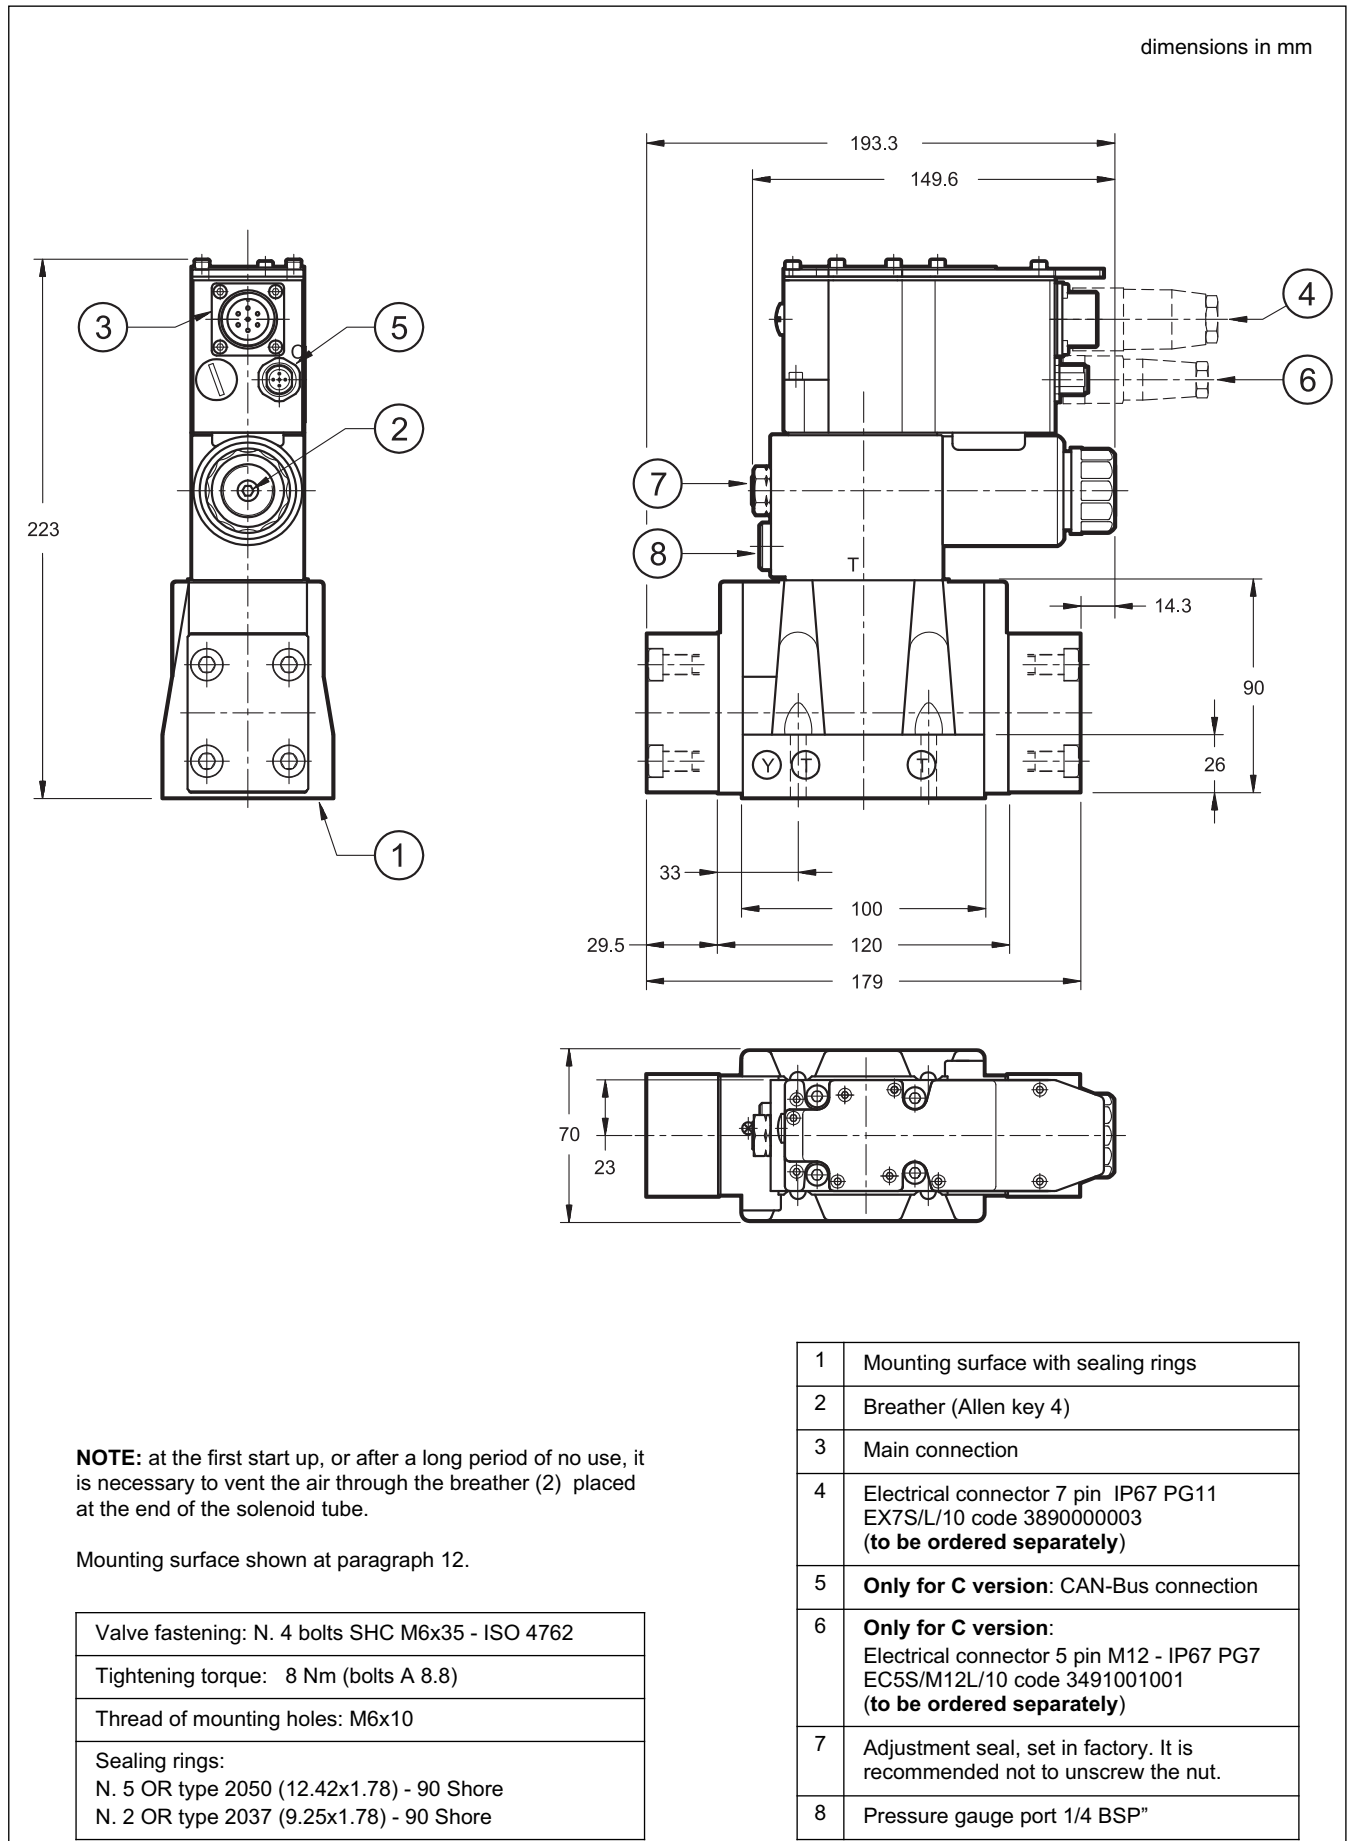 dimensions in mm
193.3
149.6
3
5
4
6
2
7
8
223
T
14.3
90
26
Y
T
T
1
33
100
29.5
120
179
70
23
NOTE: at the first start up, or after a long period of no use, it
is necessary to vent the air through the breather (2) placed
at the end of the solenoid tube.
Mounting surface shown at paragraph 12.
Valve fastening: N. 4 bolts SHC M6x35 - ISO 4762
Tightening torque: 8 Nm (bolts A 8.8)
Thread of mounting holes: M6x10
Sealing rings:
N. 5 OR type 2050 (12.42x1.78) - 90 Shore
N. 2 OR type 2037 (9.25x1.78) - 90 Shore
1 Mounting surface with sealing rings
2 Breather (Allen key 4)
3 Main connection
4 Electrical connector 7 pin IP67 PG11
EX7S/L/10 code 3890000003
(to be ordered separately)
5 Only for C version: CAN-Bus connection
6 Only for C version:
Electrical connector 5 pin M12 - IP67 PG7
EC5S/M12L/10 code 3491001001
(to be ordered separately)
7 Adjustment seal, set in factory. It is
recommended not to unscrew the nut.
8 Pressure gauge port 1/4 BSP”